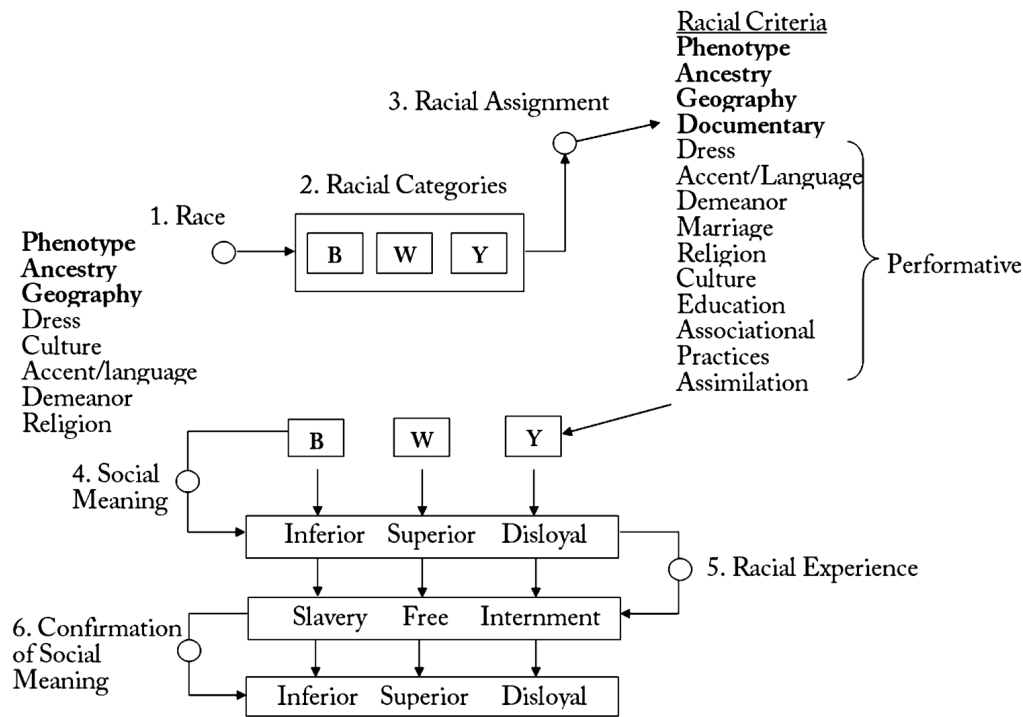 1. Race
Phenotype
Ancestry
Geography
Dress
Culture
Accent/language
Demeanor
Religion
2. Racial Categories
B W Y
3. Racial Assignment
Racial Criteria
Phenotype
Ancestry
Geography
Documentary
Dress
Accent/Language
Demeanor
Marriage
Religion
Culture
Education
Associational
Practices
Assimilation
Performative
B W Y
4. Social
Meaning
Inferior Superior Disloyal
5. Racial Experience
Slavery Free Internment
6. Confirmation
of Social
Meaning
Inferior Superior Disloyal